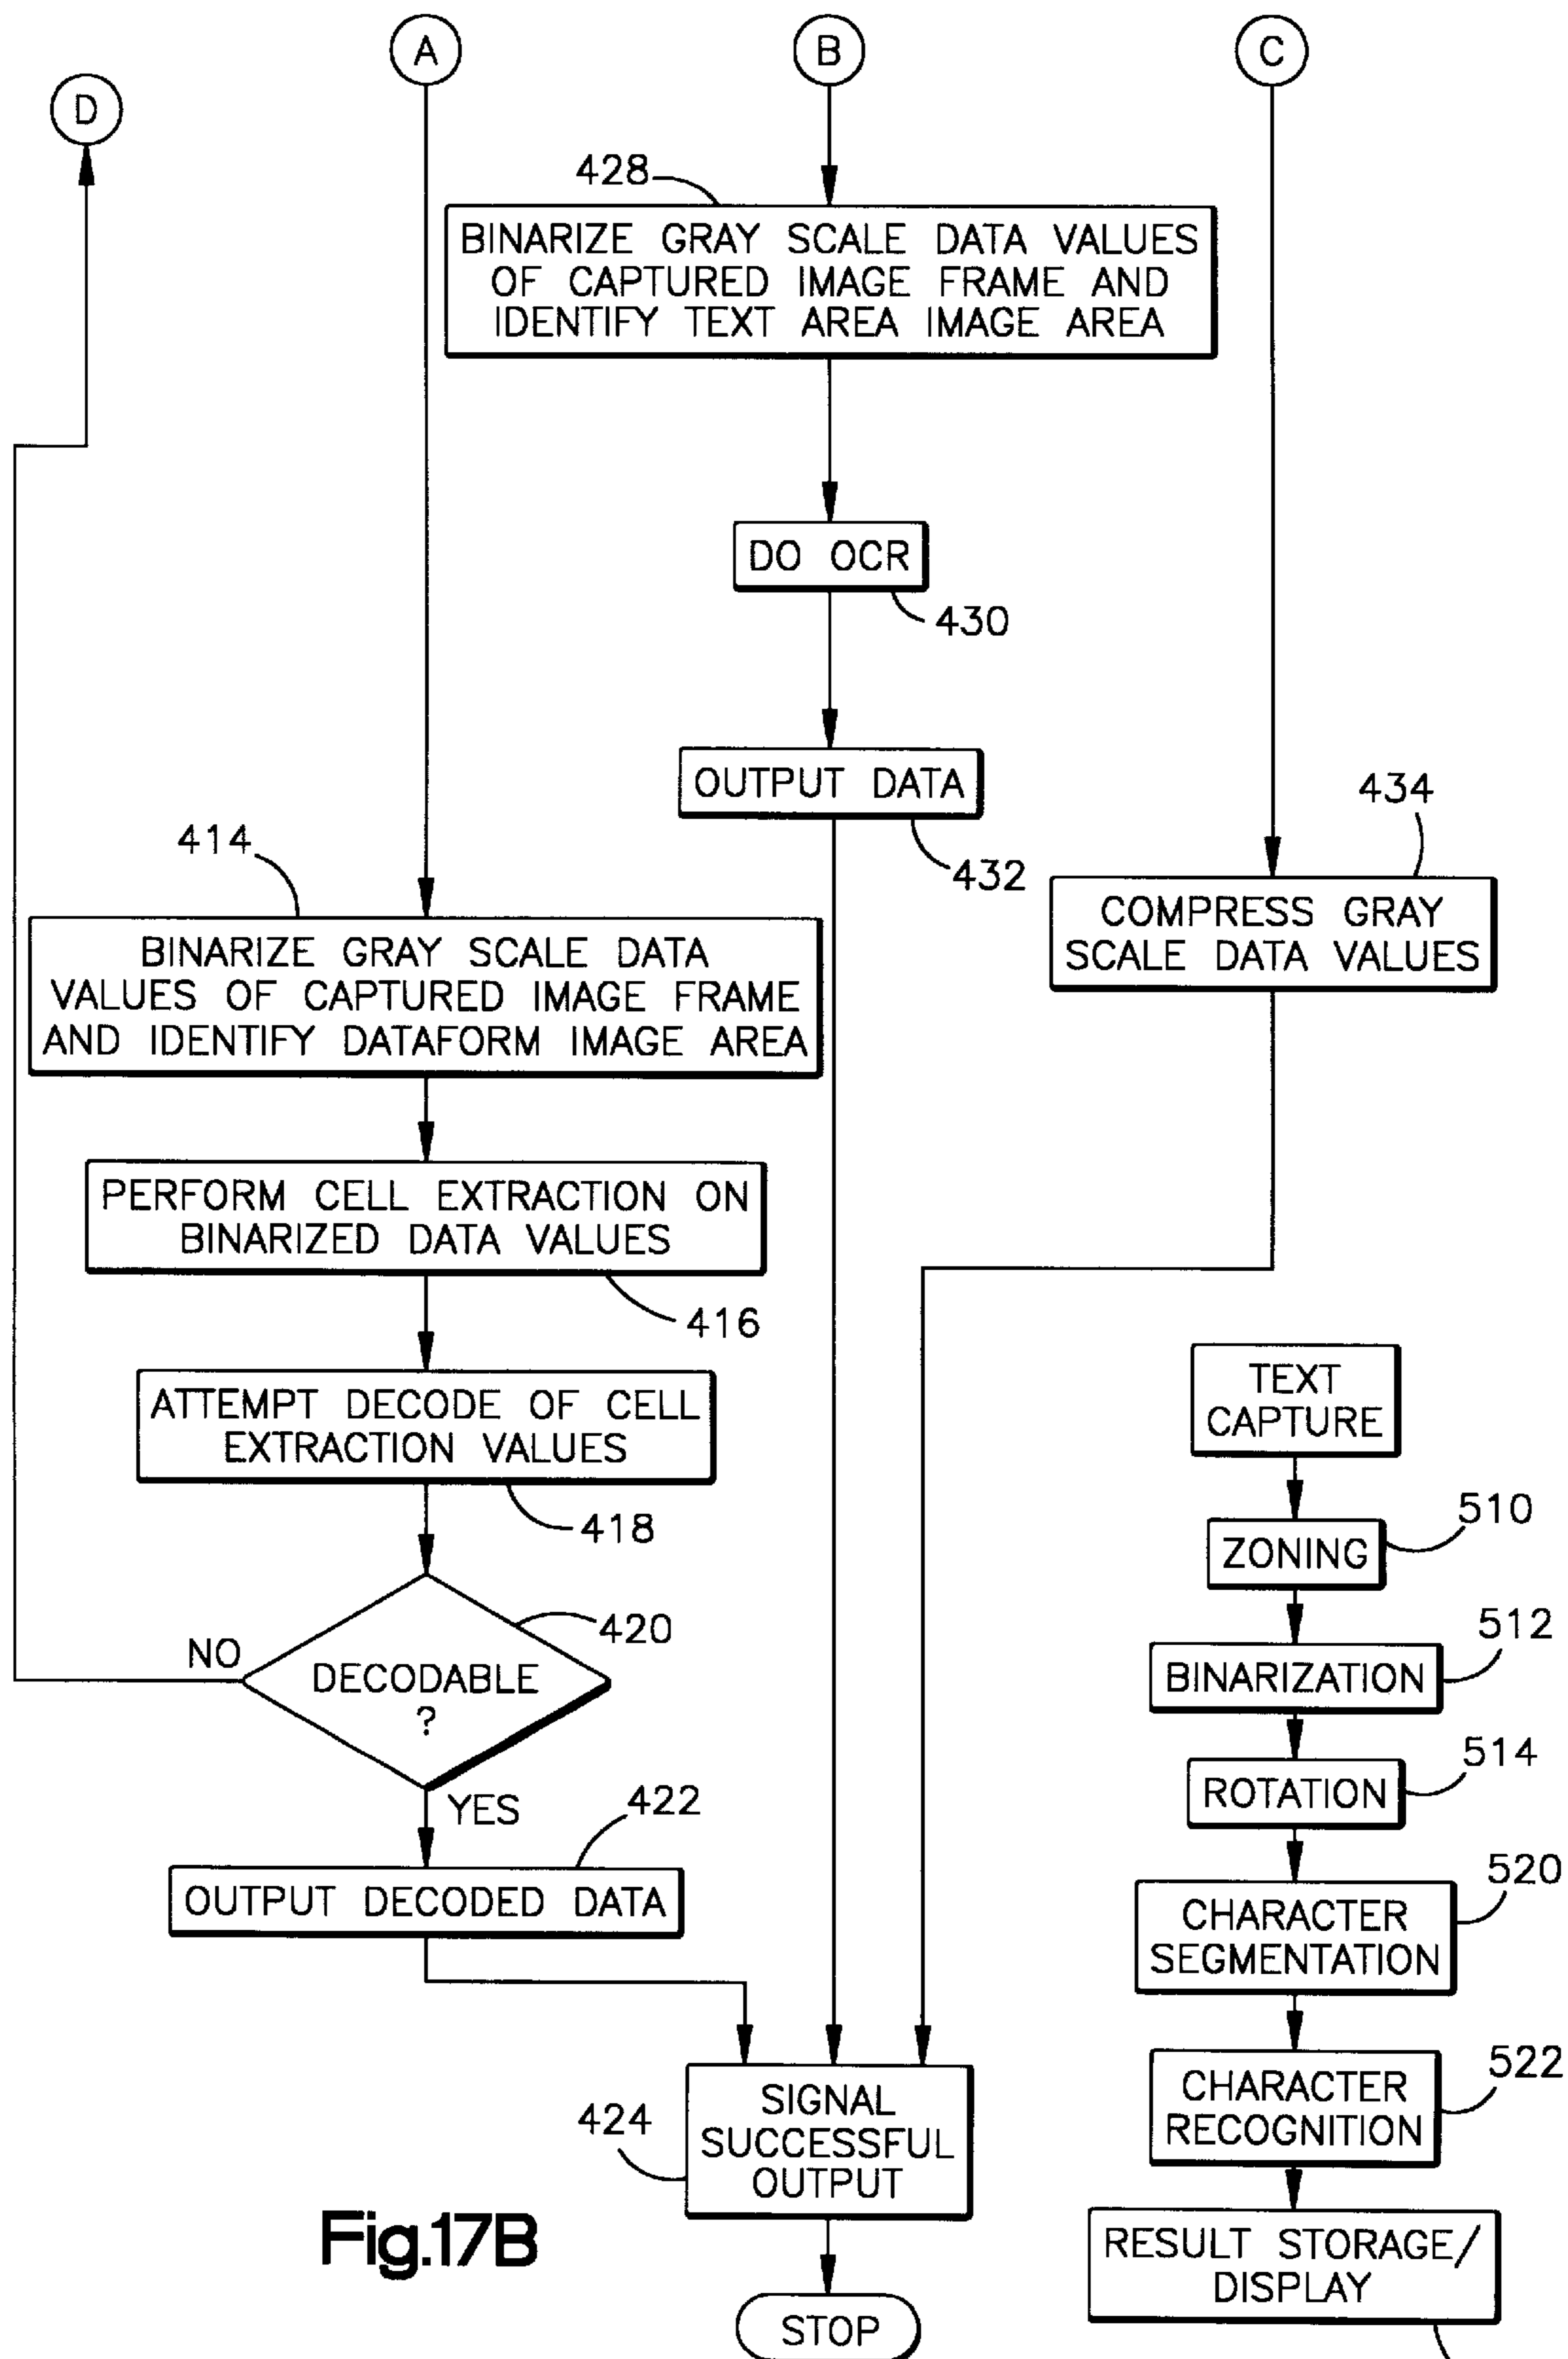 A
B
C
D
428
BINARIZE GRAY SCALE DATA VALUES
OF CAPTURED IMAGE FRAME AND
IDENTIFY TEXT AREA IMAGE AREA
DO OCR
430
OUTPUT DATA
432
434
COMPRESS GRAY
SCALE DATA VALUES
414
BINARIZE GRAY SCALE DATA
VALUES OF CAPTURED IMAGE FRAME
AND IDENTIFY DATAFORM IMAGE AREA
PERFORM CELL EXTRACTION ON
BINARIZED DATA VALUES
416
ATTEMPT DECODE OF CELL
EXTRACTION VALUES
418
420
NO
DECODABLE
?
YES
422
OUTPUT DECODED DATA
424
SIGNAL
SUCCESSFUL
OUTPUT
STOP
TEXT
CAPTURE
510
ZONING
512
BINARIZATION
514
ROTATION
520
CHARACTER
SEGMENTATION
522
CHARACTER
RECOGNITION
RESULT STORAGE/
DISPLAY
Fig.17B